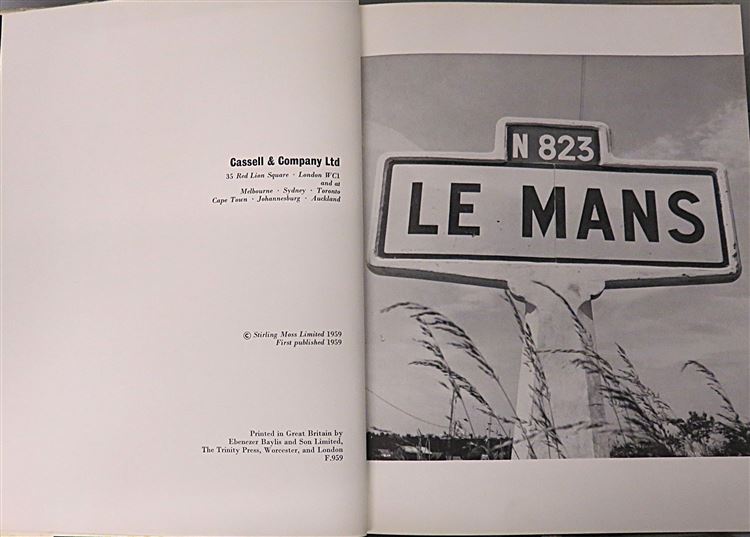 Cassell & Company Ltd
35 Red Lion Square · London WC1
and at
Melbourne · Sydney · Toronto
Cape Town · Johannesburg · Auckland
© Stirling Moss Limited 1959
First published 1959
Printed in Great Britain by
Ebenezer Baylis and Son Limited,
The Trinity Press, Worcester, and London
F.959
N 823
LE MANS